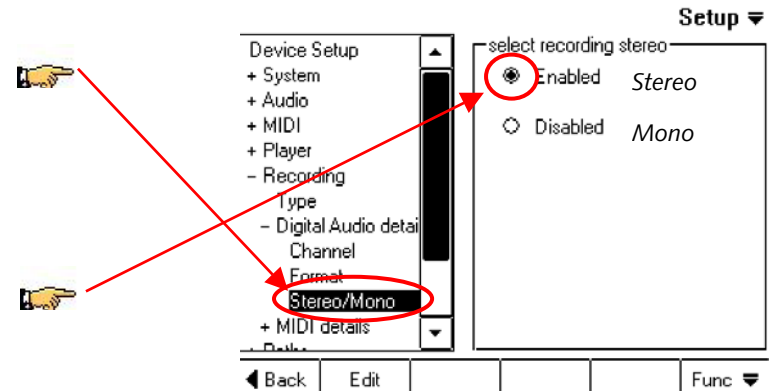 Setup
Device Setup
+ System
+ Audio
+ MIDI
+ Player
– Recording
Type
– Digital Audio detai
Channel
Format
Stereo/Mono
+ MIDI details
select recording stereo
Enabled Stereo
Disabled Mono
Back Edit Func